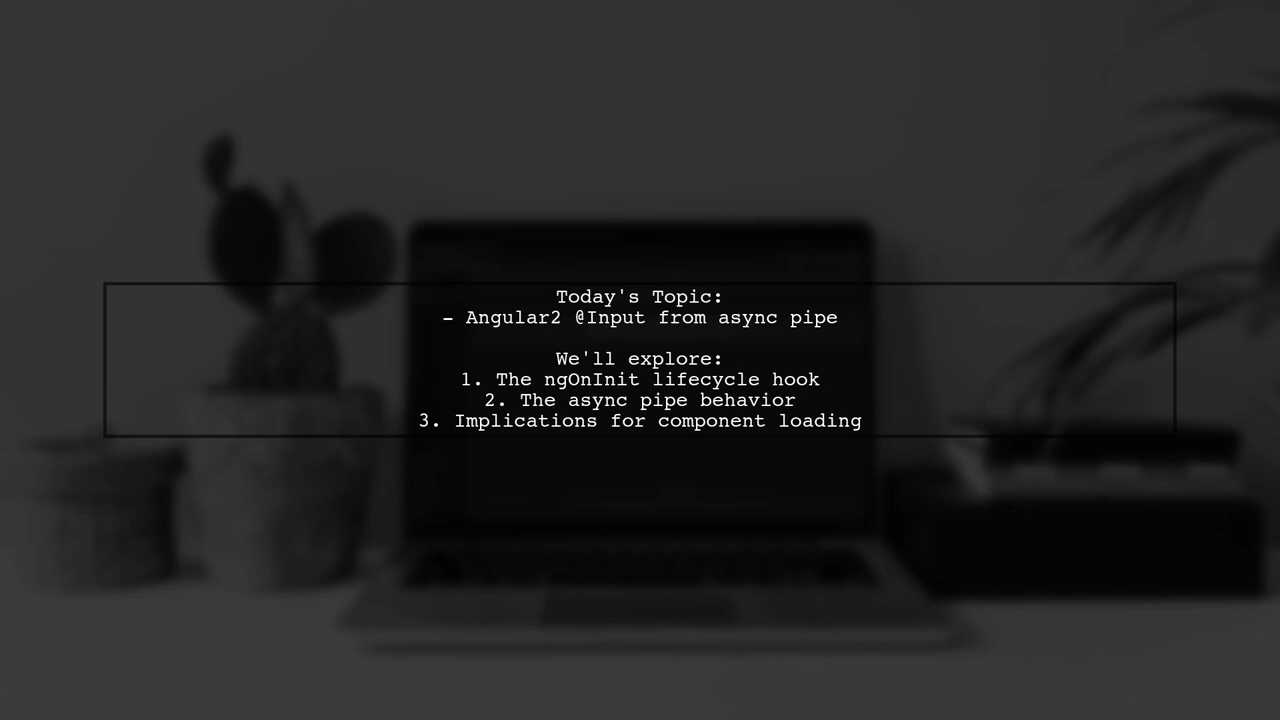 Today's Topic:
- Angular2 @Input from async pipe
We'll explore:
1. The ngOnInit lifecycle hook
2. The async pipe behavior
3. Implications for component loading